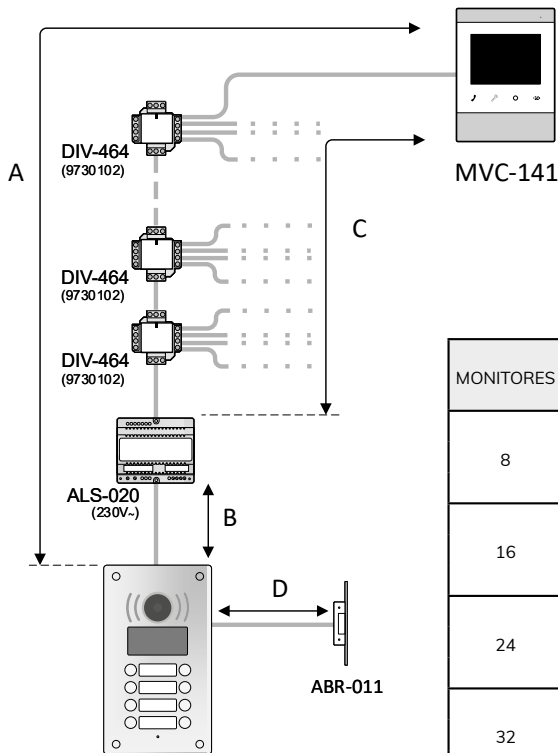 A
DIV-464
(9730102)
MVC-141
C
DIV-464
(9730102)
DIV-464
(9730102)
ALS-020
(230V~)
B
D
ABR-011
MONITORES
8
16
24
32